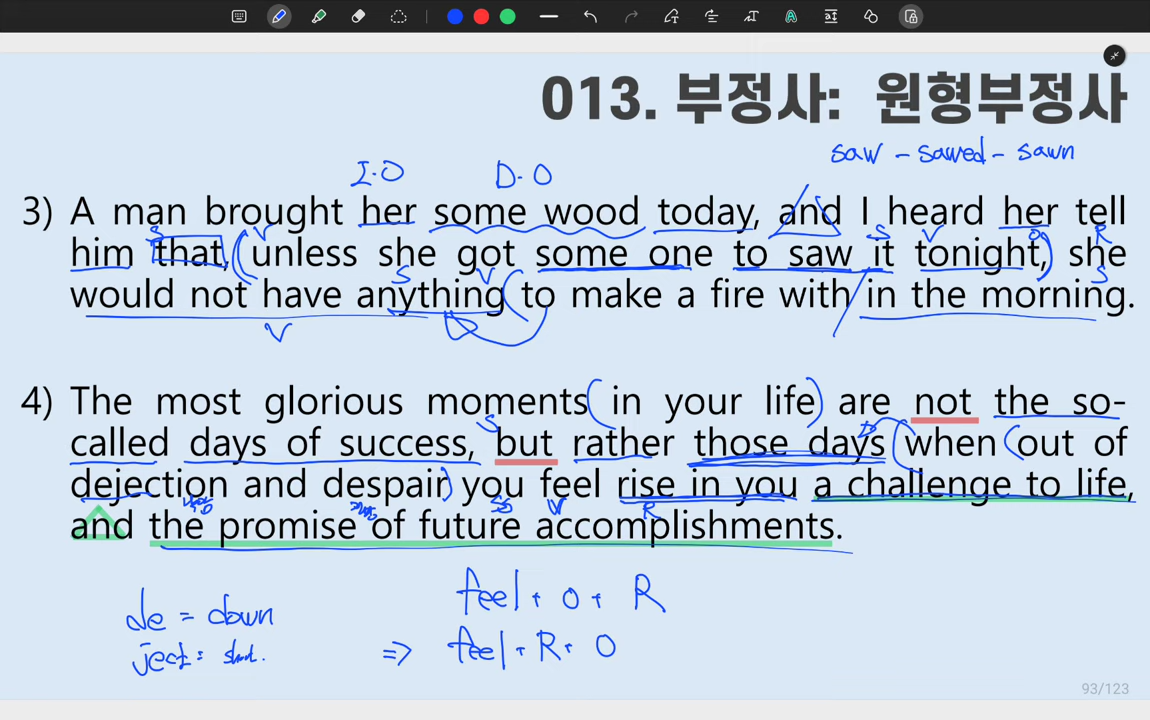 013. 부정사: 원형부정사
saw - sawed - sawn
I·O D·O
3) A man brought her some wood today, and I heard her tell
S V S V O R
him that, unless she got some one to saw it tonight, she
S V S
would not have anything to make a fire with in the morning.
V
4) The most glorious moments in your life are not the so-
S
called days of success, but rather those days when out of
dejection and despair you feel rise in you a challenge to life,
V R
and the promise of future accomplishments.
feel + O + R
de = down
=> feel + R + O
ject =
93/123